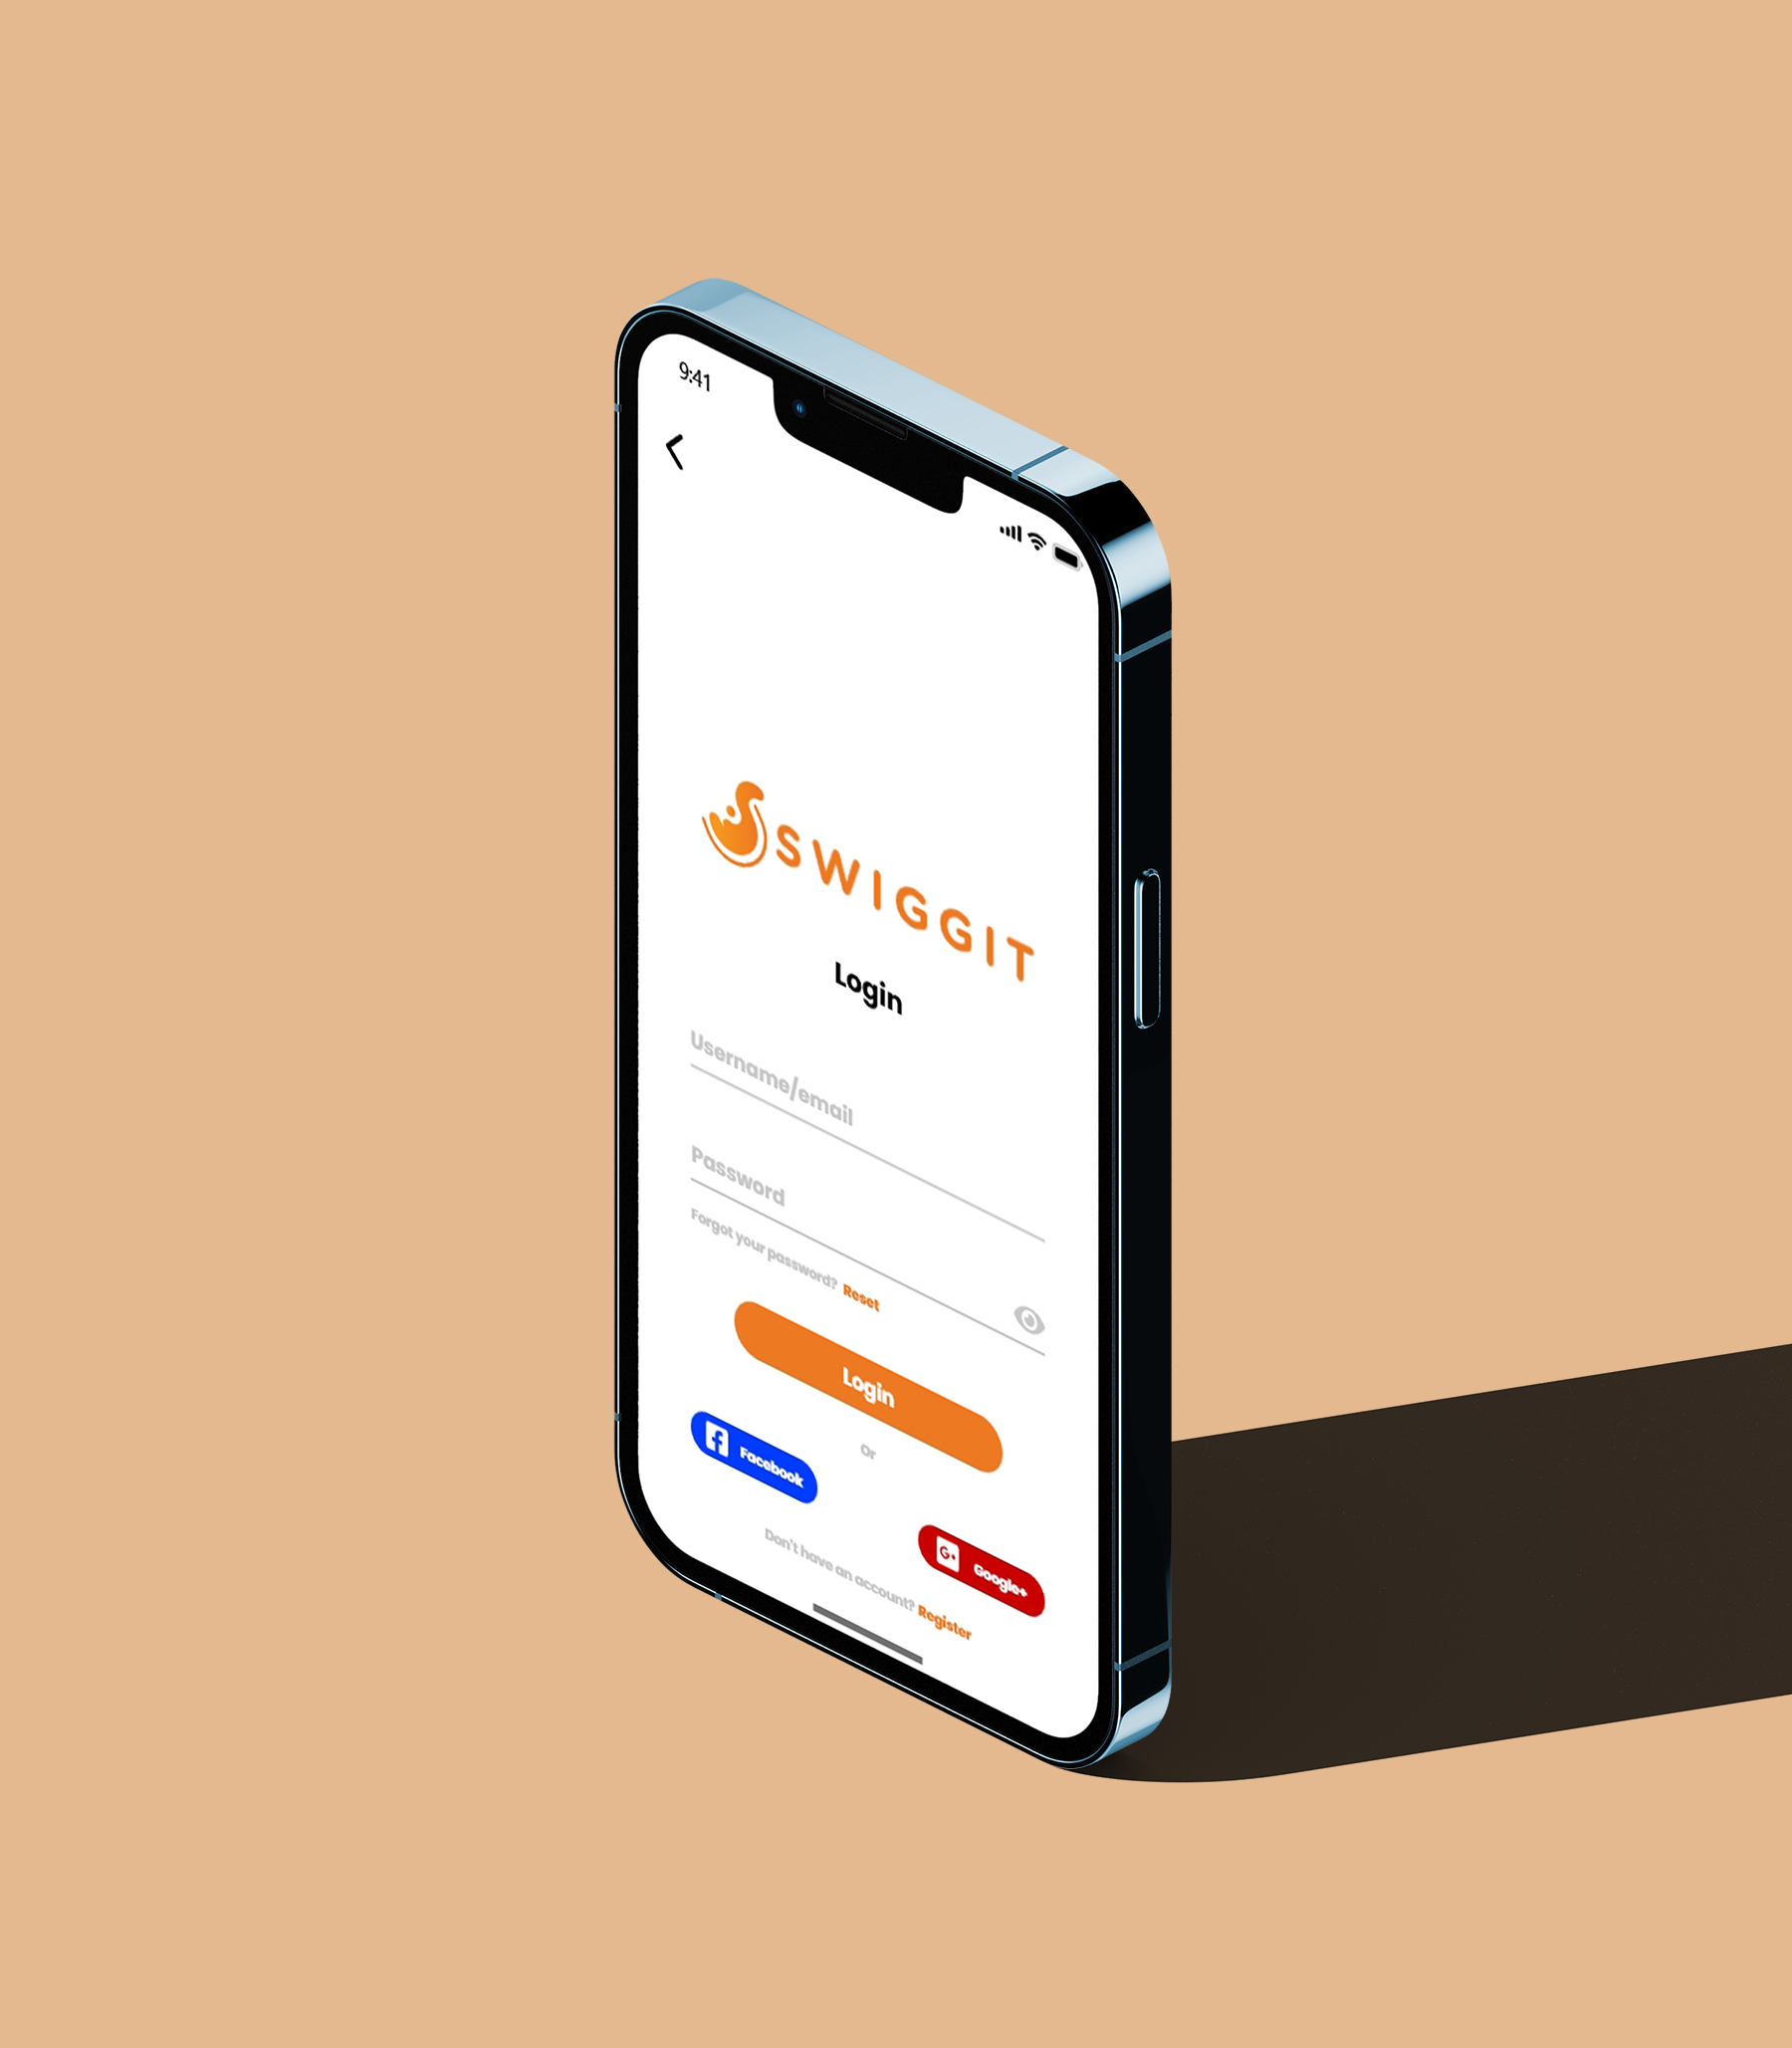 9:41
SWIGGIT
Login
Username/email
Password
Forgot your password? Reset
Login
Or
Facebook
G+ Google+
Don't have an account? Register